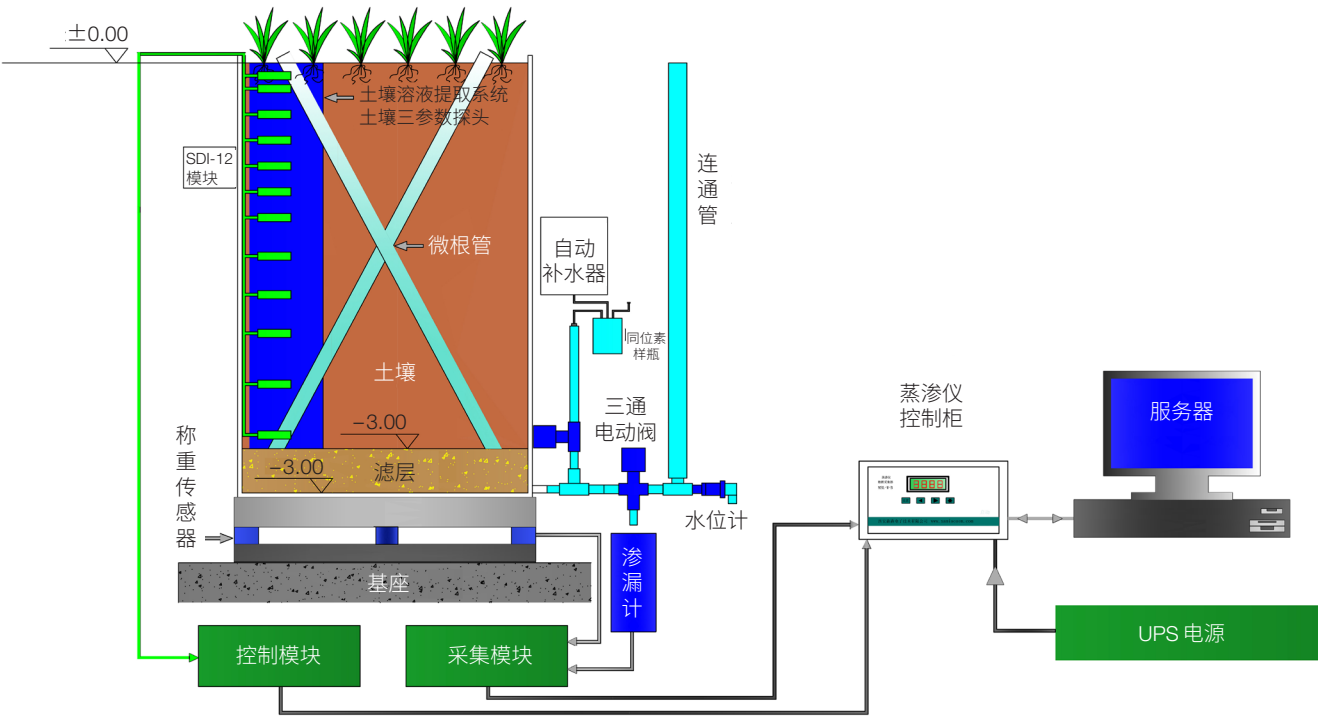 ±0.00
土壤溶液提取系统
土壤三参数探头
SDI-12
模块
连
通
管
微根管
自动
补水器
同位素
样瓶
土壤
三通
电动阀
蒸渗仪
控制柜
服务器
−3.00
称
重
传
感
器
滤层
−3.00
水位计
渗
漏
计
基座
控制模块
采集模块
UPS 电源